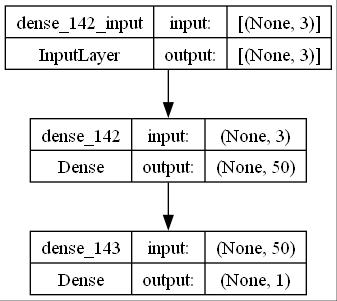 dense_142_input input: [(None, 3)]
InputLayer output: [(None, 3)]
dense_142 input: (None, 3)
Dense output: (None, 50)
dense_143 input: (None, 50)
Dense output: (None, 1)